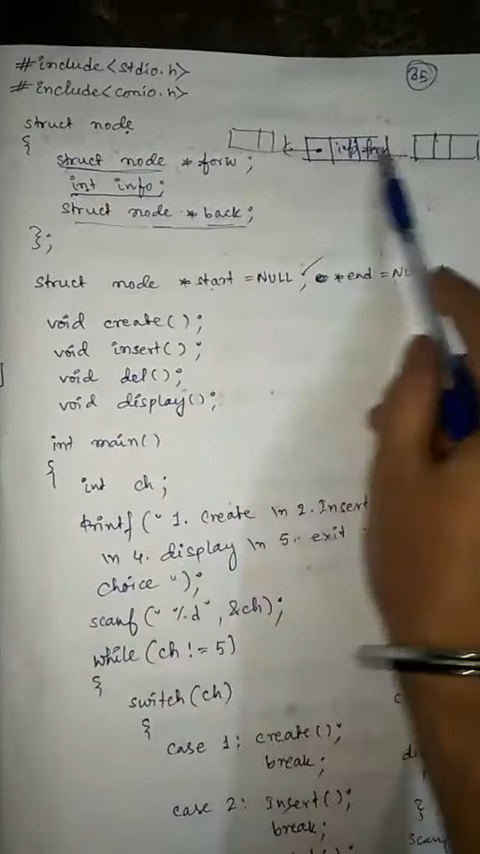 35
#include<stdio.h>
#include<conio.h>
struct node
{
struct node *forw;
int info;
struct node *back;
};
info
struct node *start = NULL, *end = NU
void create();
void insert();
void del();
void display();
int main()
{
int ch;
printf(" 1. Create \n 2. Insert
\n 4. display \n 5. exit
choice ");
scanf(" %d", &ch);
while (ch != 5)
{
switch(ch)
{
case 1: create();
break;
case 2: Insert();
break;
}
scan